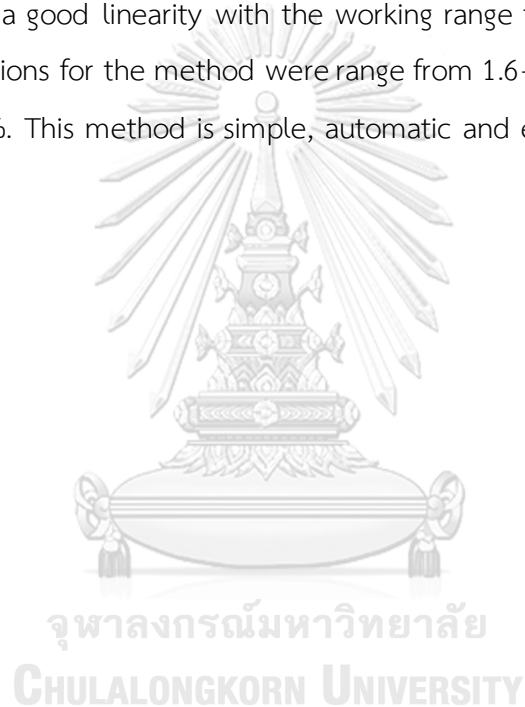 a good linearity with the working range
ions for the method were range from 1.6-
%. This method is simple, automatic and
จุฬาลงกรณ์มหาวิทยาลัย
CHULALONGKORN UNIVERSITY